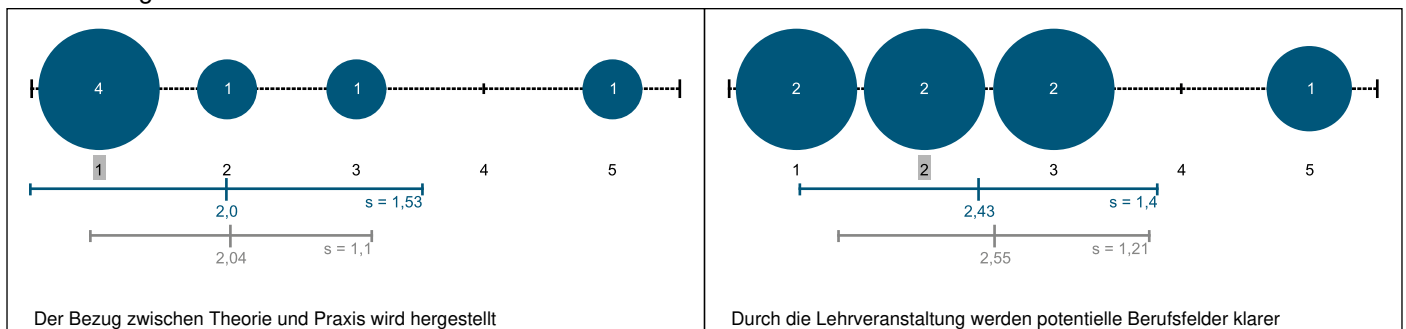 4 1 1 1
1 2 3 4 5
s = 1,53
2,0
s = 1,1
2,04
Der Bezug zwischen Theorie und Praxis wird hergestellt
2 2 2 1
1 2 3 4 5
s = 1,4
2,43
s = 1,21
2,55
Durch die Lehrveranstaltung werden potentielle Berufsfelder klarer